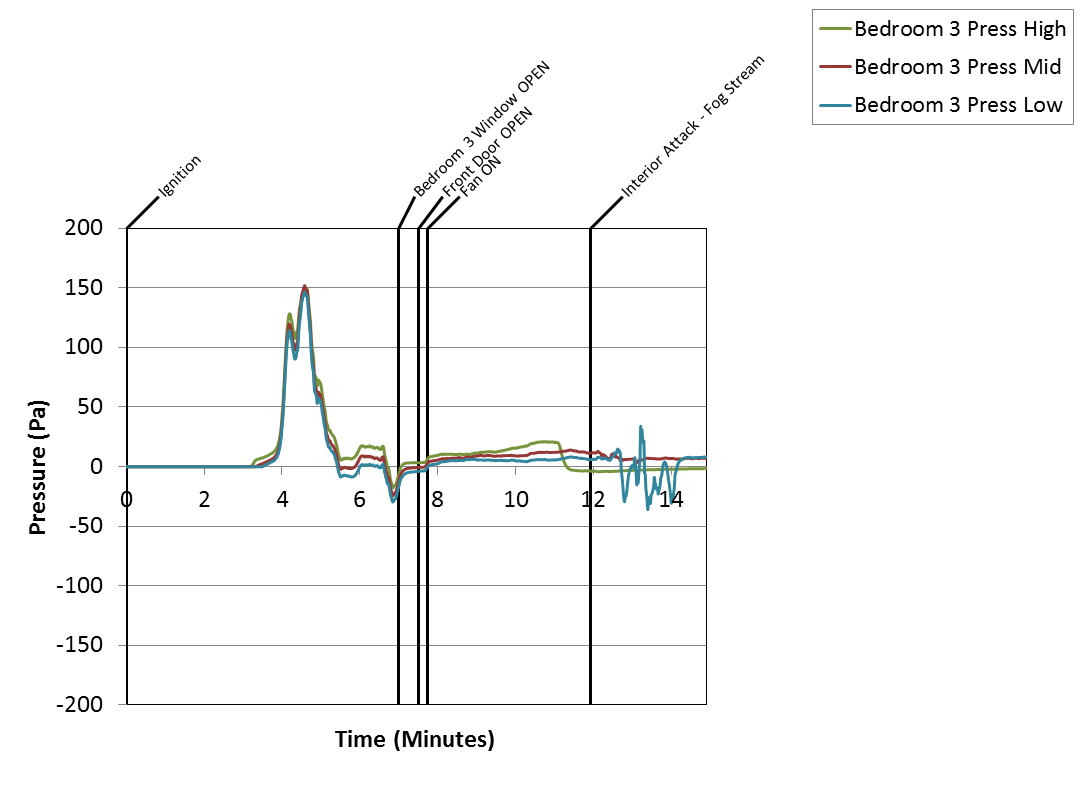 Bedroom 3 Press High
Bedroom 3 Press Mid
Bedroom 3 Press Low
Ignition
Bedroom 3 Window OPEN
Front Door OPEN
Fan ON
Interior Attack - Fog Stream
200
150
100
50
0
-50
-100
-150
-200
0 2 4 6 8 10 12 14
Pressure (Pa)
Time (Minutes)